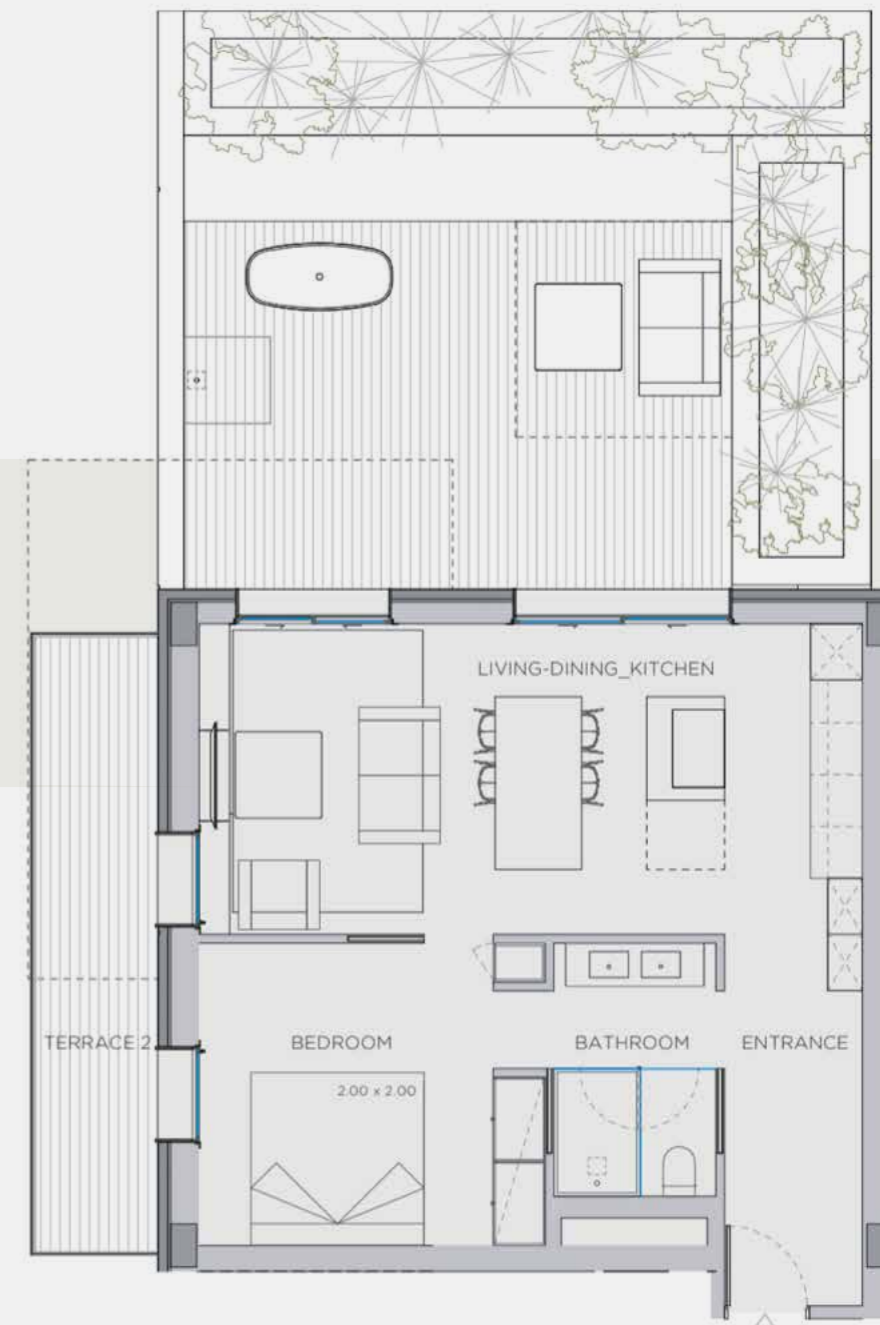 LIVING-DINING_KITCHEN
TERRACE 2
BEDROOM
BATHROOM
ENTRANCE
2.00 x 2.00